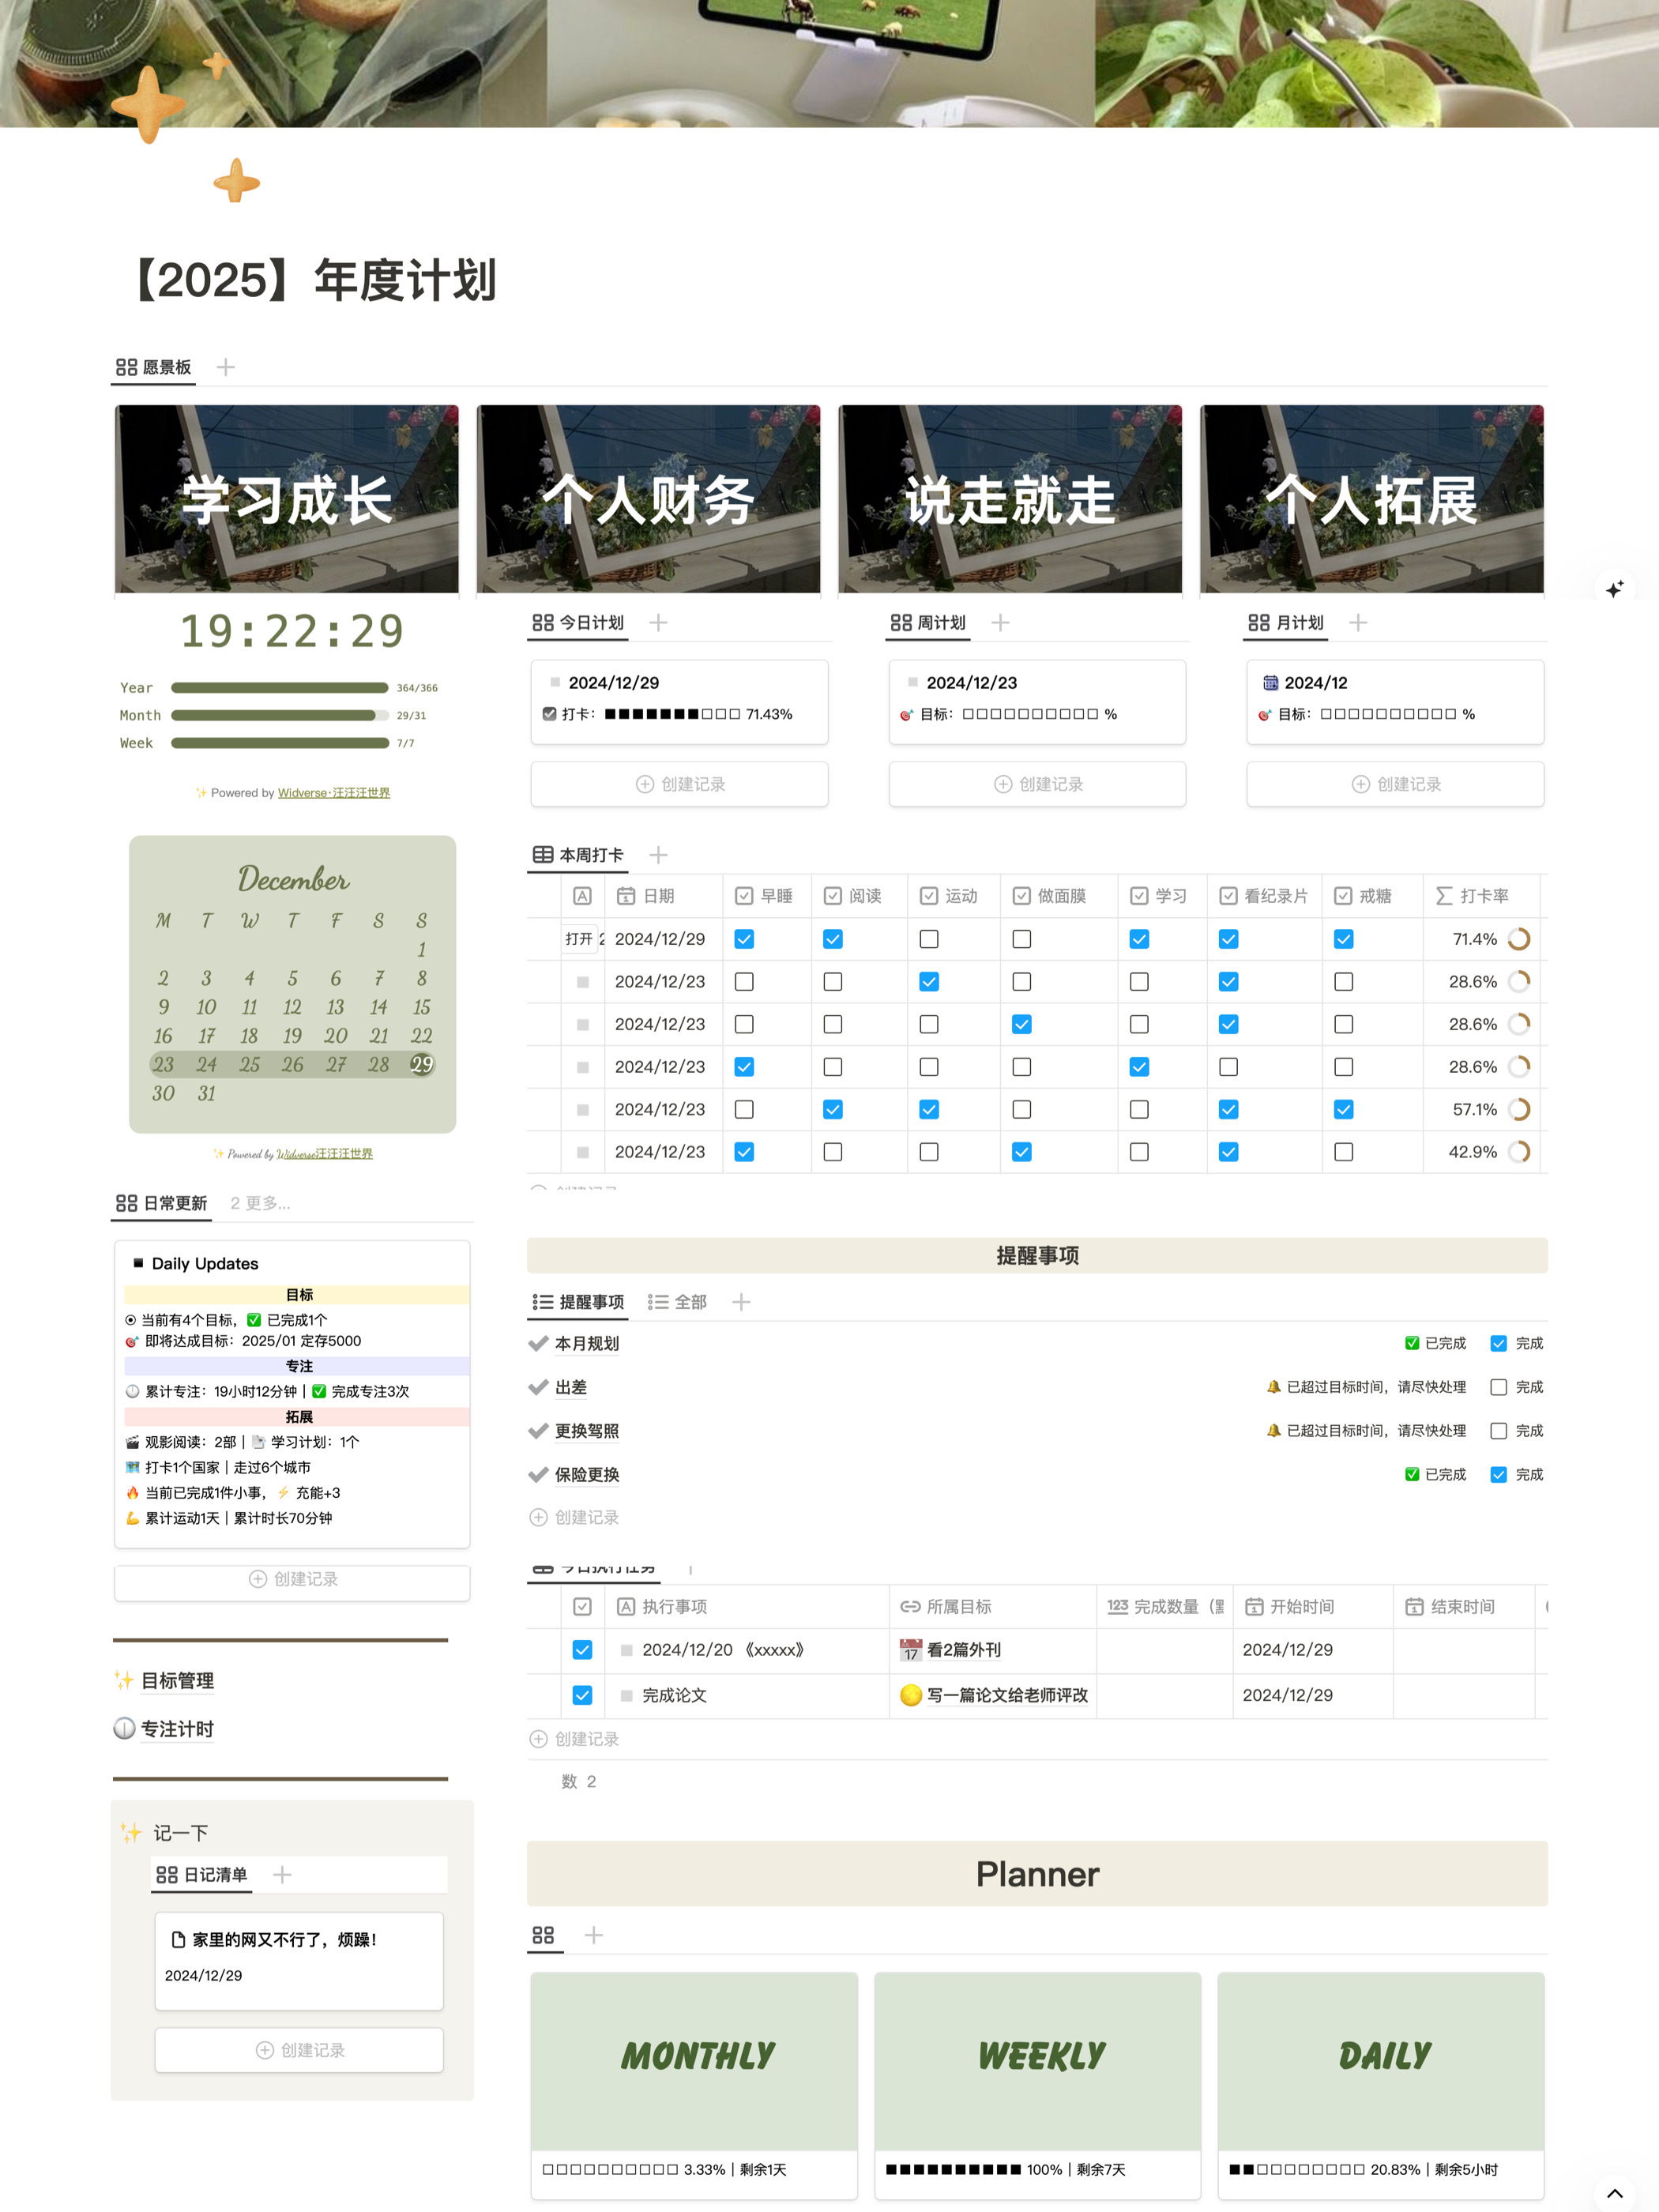 【2025】年度计划
愿景板
学习成长
个人财务
说走就走
个人拓展
19:22:29
Year 364/366
Month 29/31
Week 7/7
✨ Powered by Widverse·汪汪汪世界
December
M T W T F S S
1
2 3 4 5 6 7 8
9 10 11 12 13 14 15
16 17 18 19 20 21 22
23 24 25 26 27 28 29
30 31
✨ Powered by Widverse汪汪汪世界
日常更新 2 更多...
Daily Updates
目标
当前有4个目标，✅ 已完成1个
🎯 即将达成目标：2025/01 定存5000
专注
累计专注：19小时12分钟 | ✅ 完成专注3次
拓展
🎬 观影阅读：2部 | 学习计划：1个
打卡1个国家 | 走过6个城市
🔥 当前已完成1件小事，⚡ 充能+3
💪 累计运动1天 | 累计时长70分钟
创建记录
✨ 目标管理
专注计时
✨ 记一下
日记清单
家里的网又不行了，烦躁！
2024/12/29
创建记录
今日计划
2024/12/29
打卡：■■■■■■■□□□ 71.43%
创建记录
周计划
2024/12/23
🎯 目标：□□□□□□□□□□ %
创建记录
月计划
2024/12
🎯 目标：□□□□□□□□□□ %
创建记录
本周打卡
日期 早睡 阅读 运动 做面膜 学习 看纪录片 戒糖 打卡率
打开 2024/12/29 71.4%
2024/12/23 28.6%
2024/12/23 28.6%
2024/12/23 28.6%
2024/12/23 57.1%
2024/12/23 42.9%
提醒事项
提醒事项 全部
本月规划 ✅ 已完成 完成
出差 🔔 已超过目标时间，请尽快处理 完成
更换驾照 🔔 已超过目标时间，请尽快处理 完成
保险更换 ✅ 已完成 完成
创建记录
今日执行任务
执行事项 所属目标 123 完成数量 开始时间 结束时间
2024/12/20 《xxxxx》 17 看2篇外刊 2024/12/29
完成论文 写一篇论文给老师评改 2024/12/29
创建记录
数 2
Planner
MONTHLY
□□□□□□□□□□ 3.33% | 剩余1天
WEEKLY
■■■■■■■■■■ 100% | 剩余7天
DAILY
■■□□□□□□□□ 20.83% | 剩余5小时